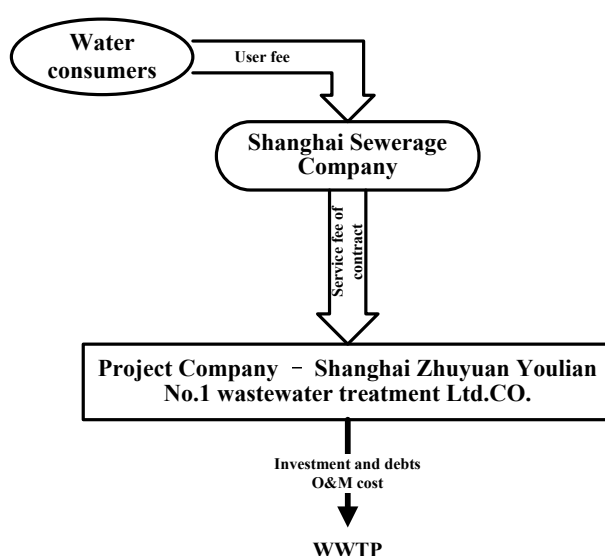 Water
consumers
User fee
Shanghai Sewerage
Company
Service fee of
contract
Project Company － Shanghai Zhuyuan Youlian
No.1 wastewater treatment Ltd.CO.
Investment and debts
O&M cost
WWTP